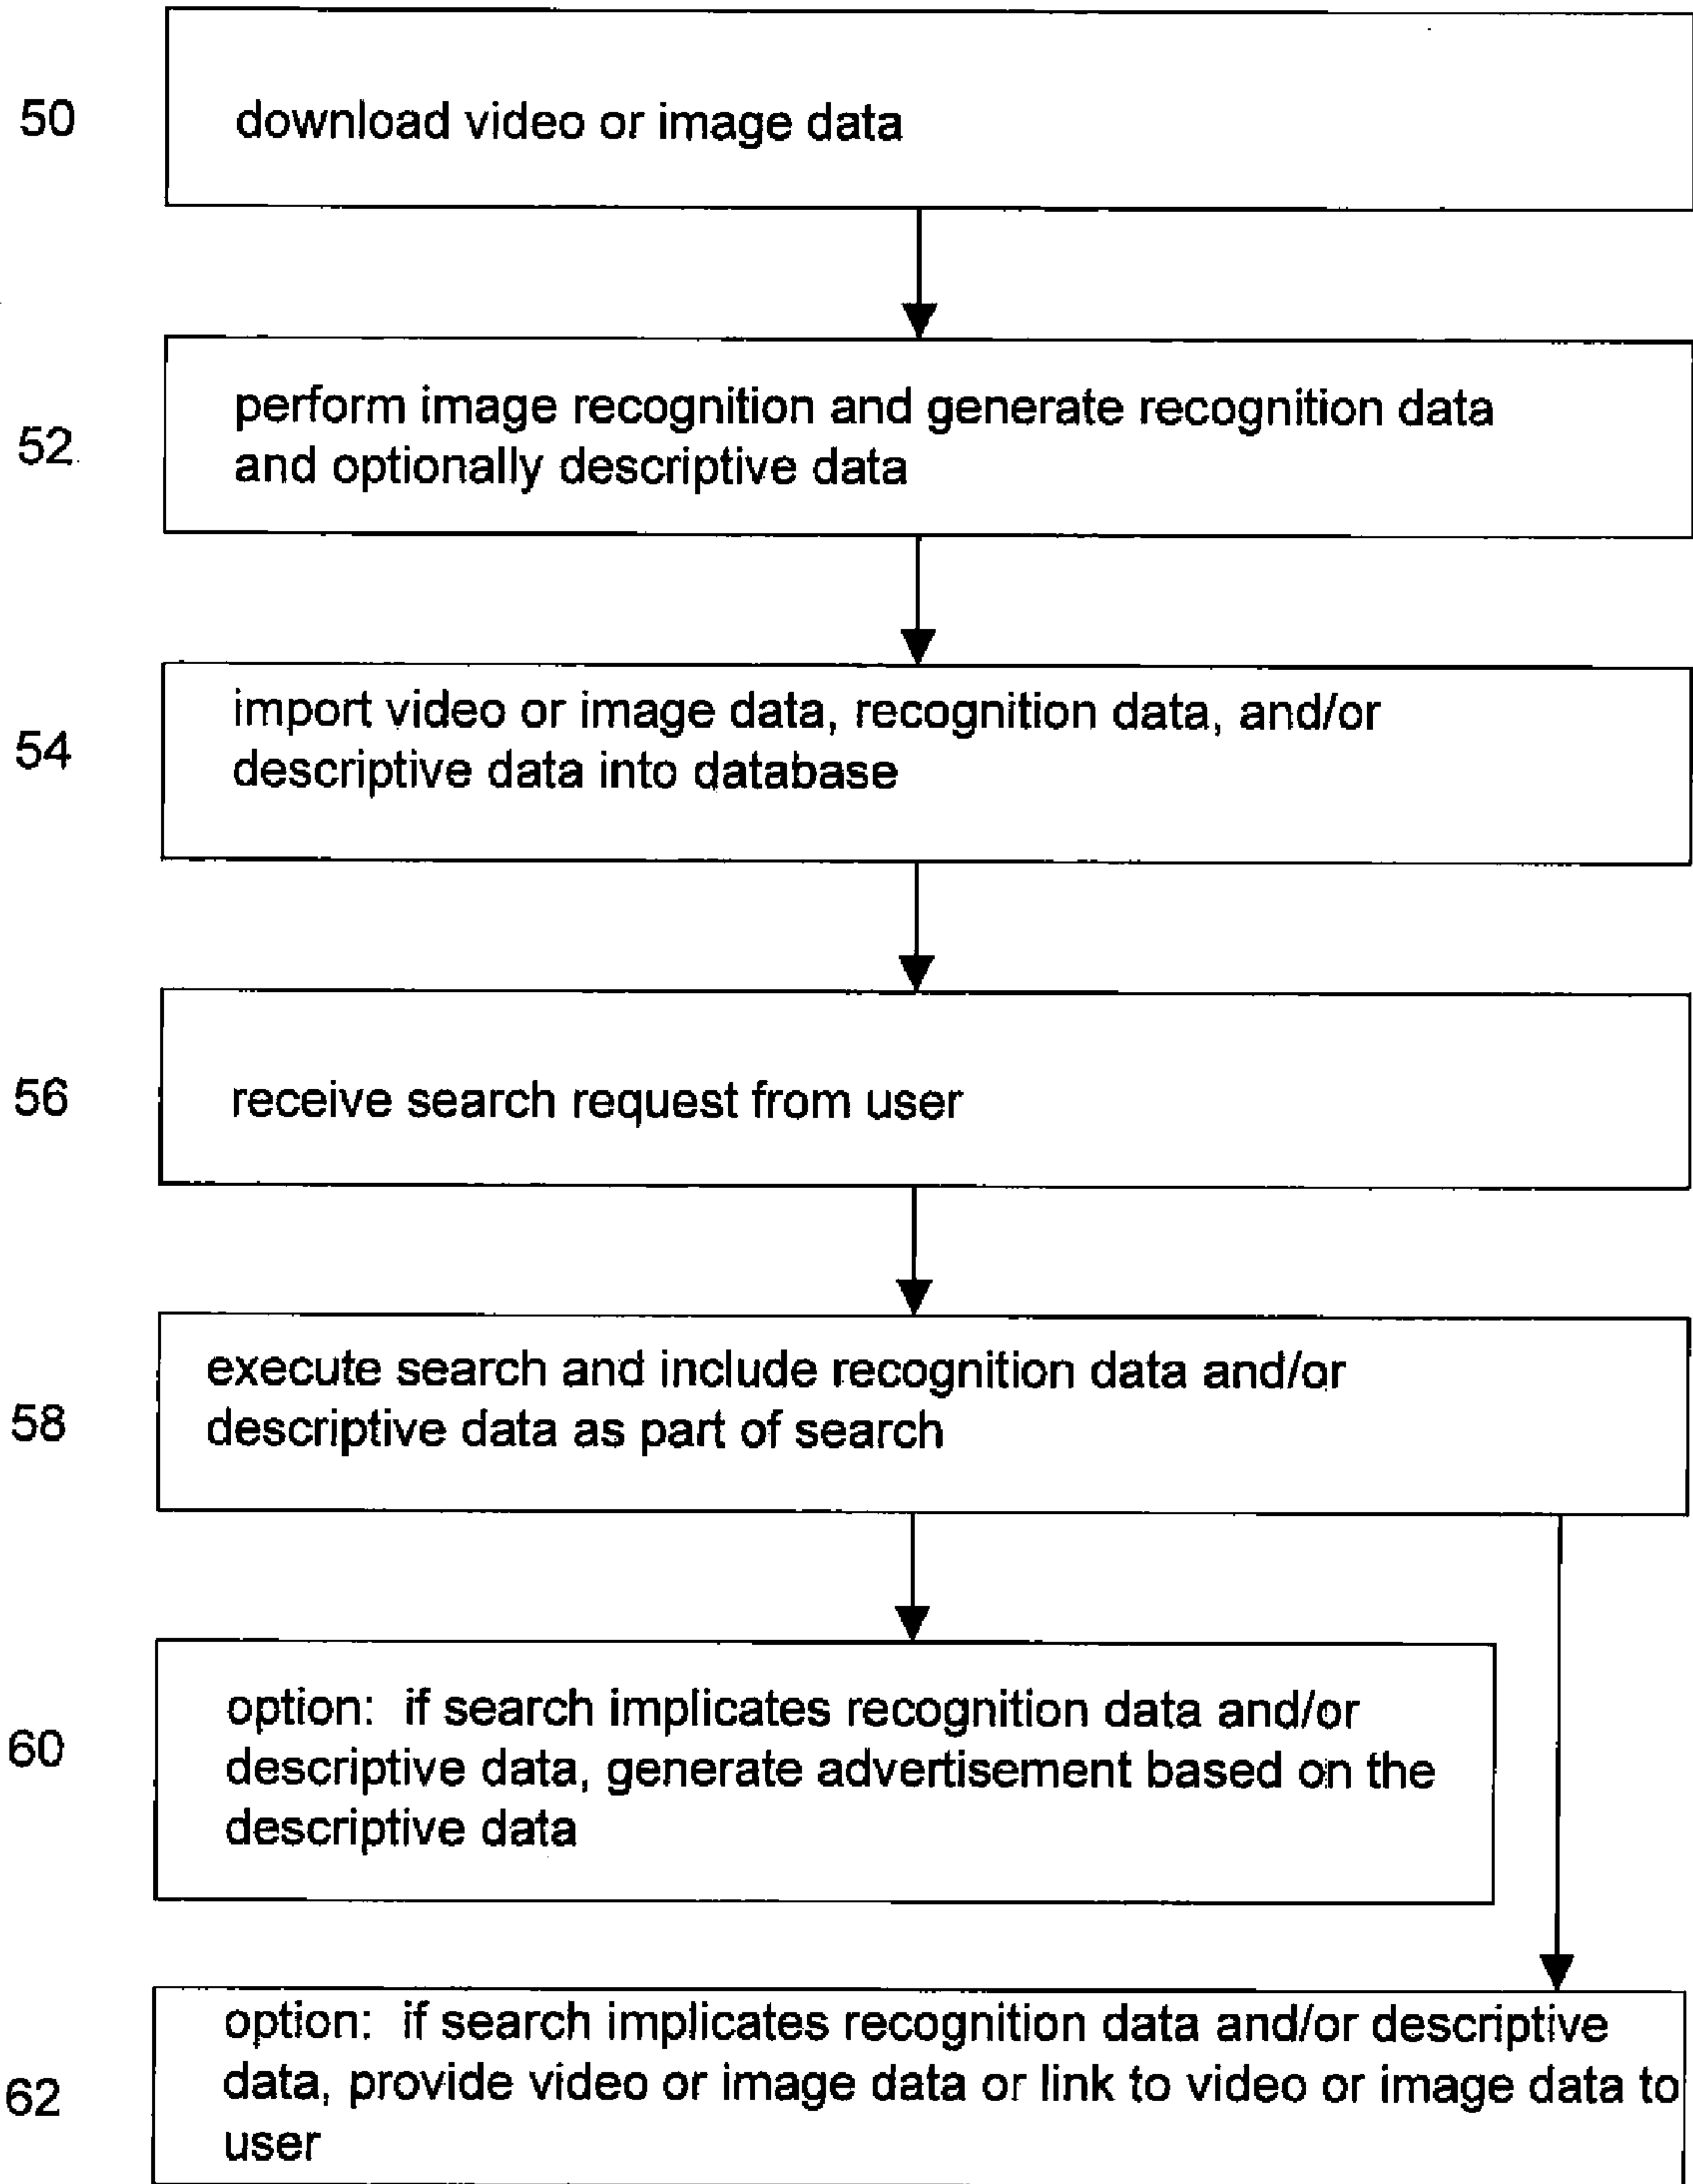 50
download video or image data
52
perform image recognition and generate recognition data
and optionally descriptive data
54
import video or image data, recognition data, and/or
descriptive data into database
56
receive search request from user
58
execute search and include recognition data and/or
descriptive data as part of search
60
option: if search implicates recognition data and/or
descriptive data, generate advertisement based on the
descriptive data
62
option: if search implicates recognition data and/or descriptive
data, provide video or image data or link to video or image data to
user